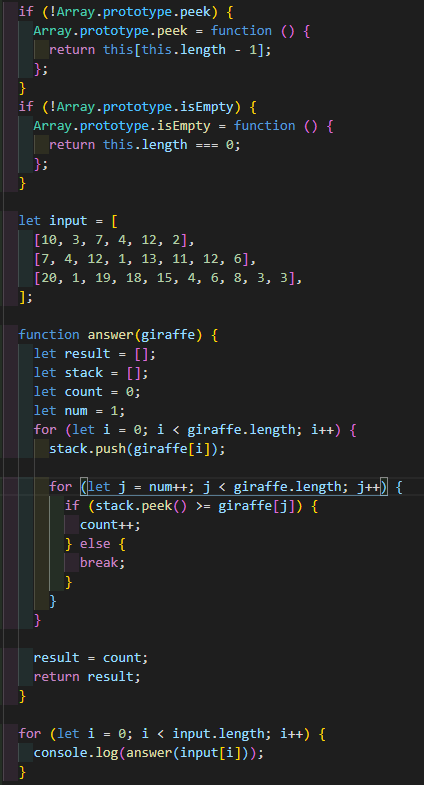 if (!Array.prototype.peek) {
  Array.prototype.peek = function () {
    return this[this.length - 1];
  };
}
if (!Array.prototype.isEmpty) {
  Array.prototype.isEmpty = function () {
    return this.length === 0;
  };
}

let input = [
  [10, 3, 7, 4, 12, 2],
  [7, 4, 12, 1, 13, 11, 12, 6],
  [20, 1, 19, 18, 15, 4, 6, 8, 3, 3],
];

function answer(giraffe) {
  let result = [];
  let stack = [];
  let count = 0;
  let num = 1;
  for (let i = 0; i < giraffe.length; i++) {
    stack.push(giraffe[i]);

    for (let j = num++; j < giraffe.length; j++) {
      if (stack.peek() >= giraffe[j]) {
        count++;
      } else {
        break;
      }
    }
  }

  result = count;
  return result;
}

for (let i = 0; i < input.length; i++) {
  console.log(answer(input[i]));
}